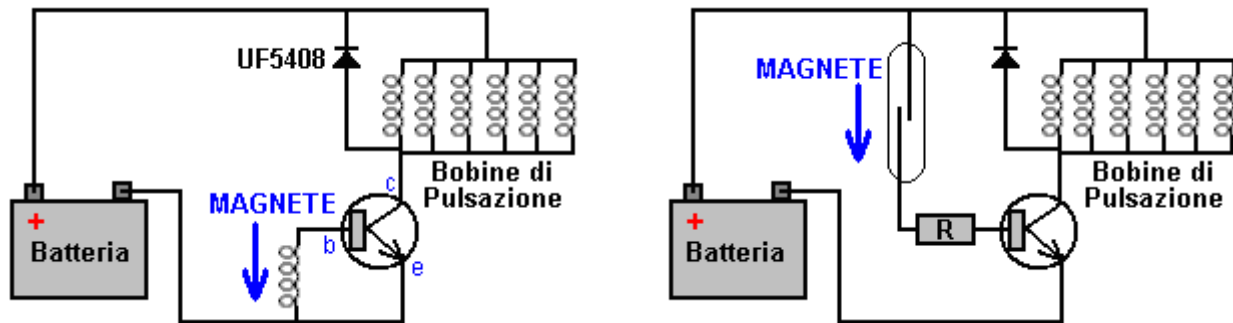 UF5408
MAGNETE
Bobine di
Pulsazione
c
b
e
+
Batteria
MAGNETE
Bobine di
Pulsazione
R
+
Batteria